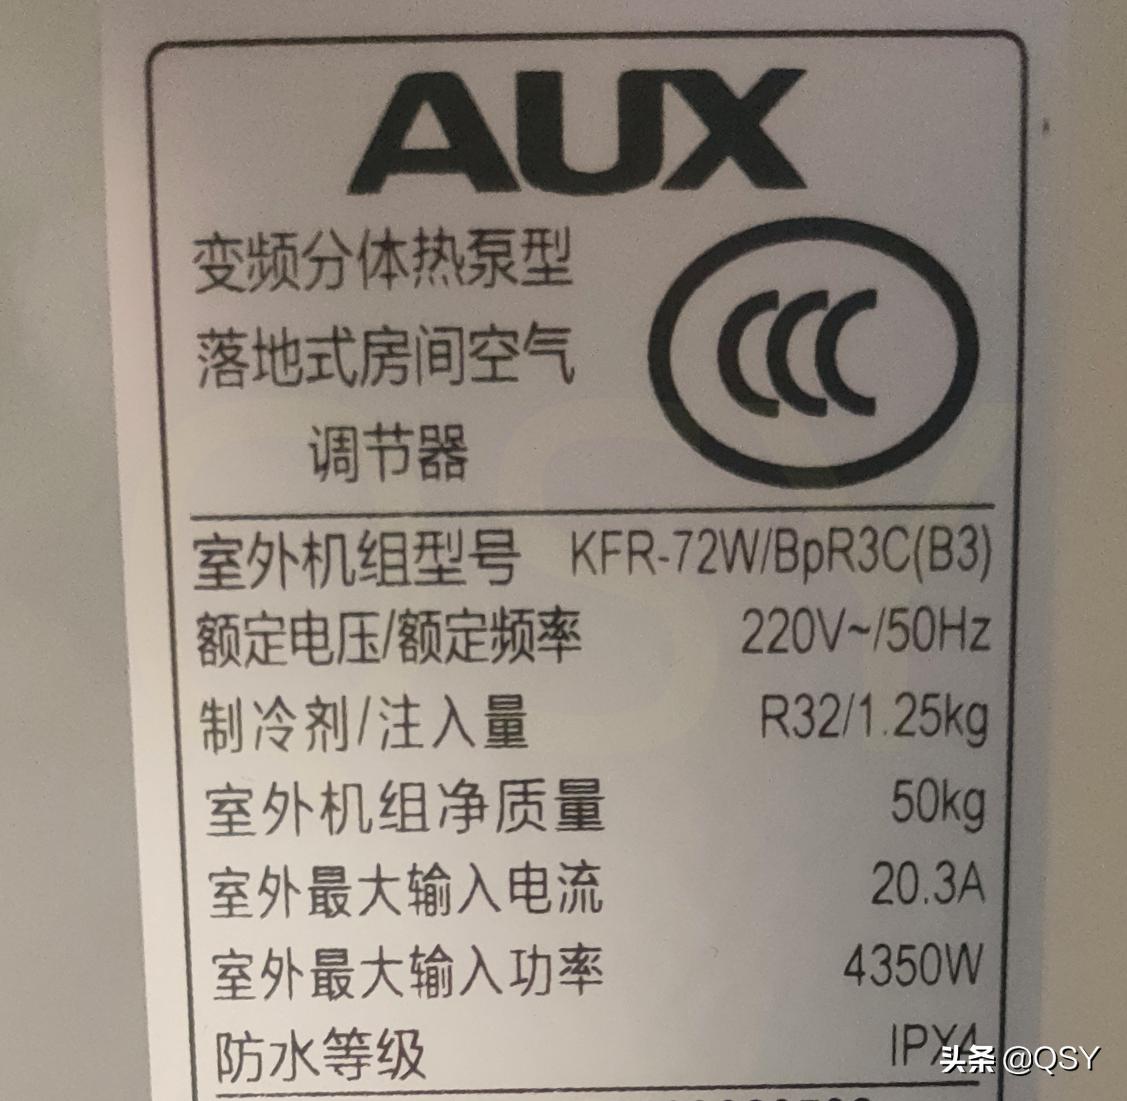 AUX
变频分体热泵型
落地式房间空气
调节器
CCC
室外机组型号 KFR-72W/BpR3C(B3)
额定电压/额定频率 220V~/50Hz
制冷剂/注入量 R32/1.25kg
室外机组净质量 50kg
室外最大输入电流 20.3A
室外最大输入功率 4350W
防水等级 IPX4
头条 @QSY